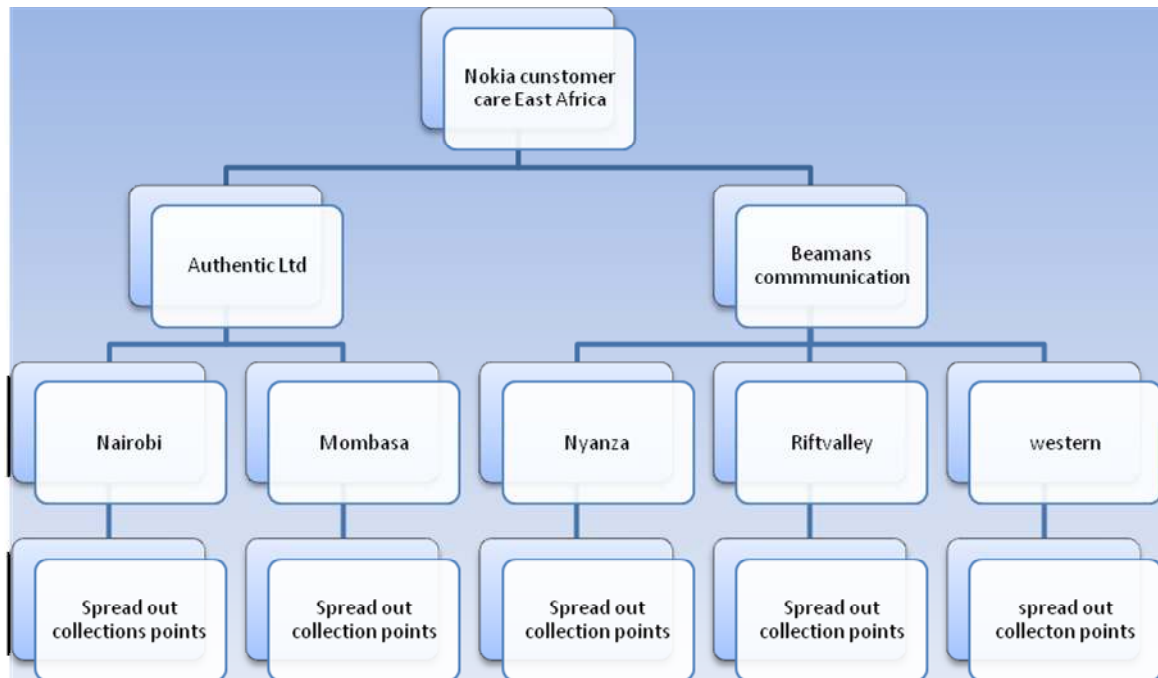 Nokia cunstomer
care East Africa
Authentic Ltd
Beamans
commmunication
Nairobi
Mombasa
Nyanza
Riftvalley
western
Spread out
collections points
Spread out
collection points
Spread out
collection points
Spread out
collection points
spread out
collecton points